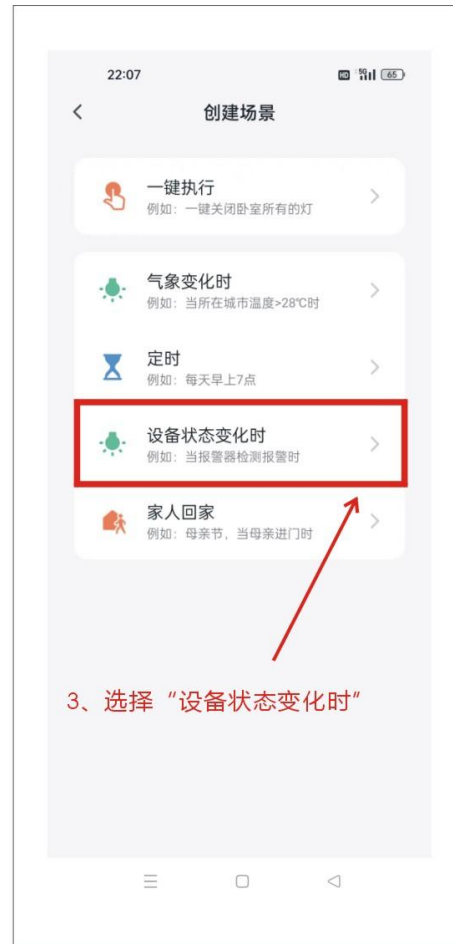 22:07
HD 5G 65
创建场景
一键执行
例如：一键关闭卧室所有的灯
气象变化时
例如：当所在城市温度>28℃时
定时
例如：每天早上7点
设备状态变化时
例如：当报警器检测报警时
家人回家
例如：母亲节，当母亲进门时
3、选择“设备状态变化时”